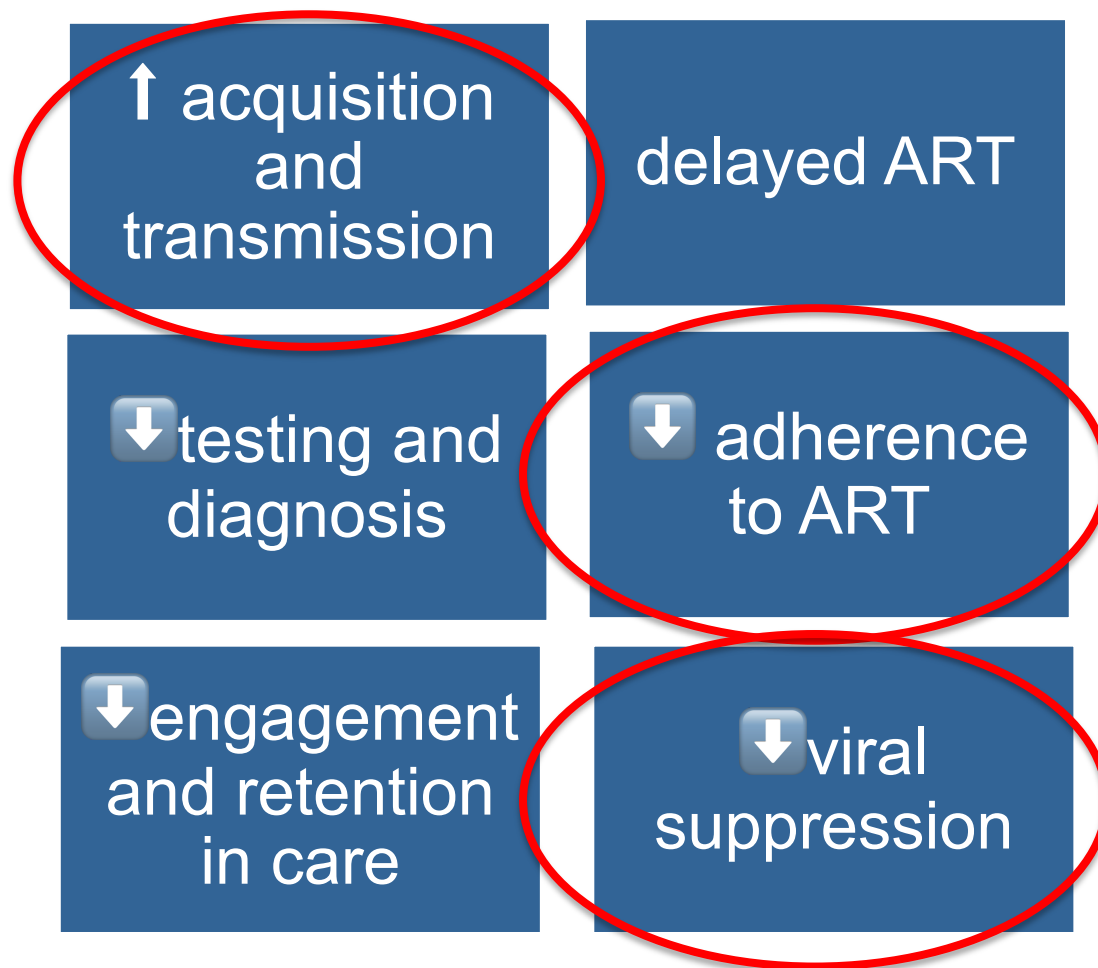 ↑ acquisition
and
transmission
delayed ART
⬇️testing and
diagnosis
⬇️ adherence
to ART
⬇️engagement
and retention
in care
⬇️viral
suppression